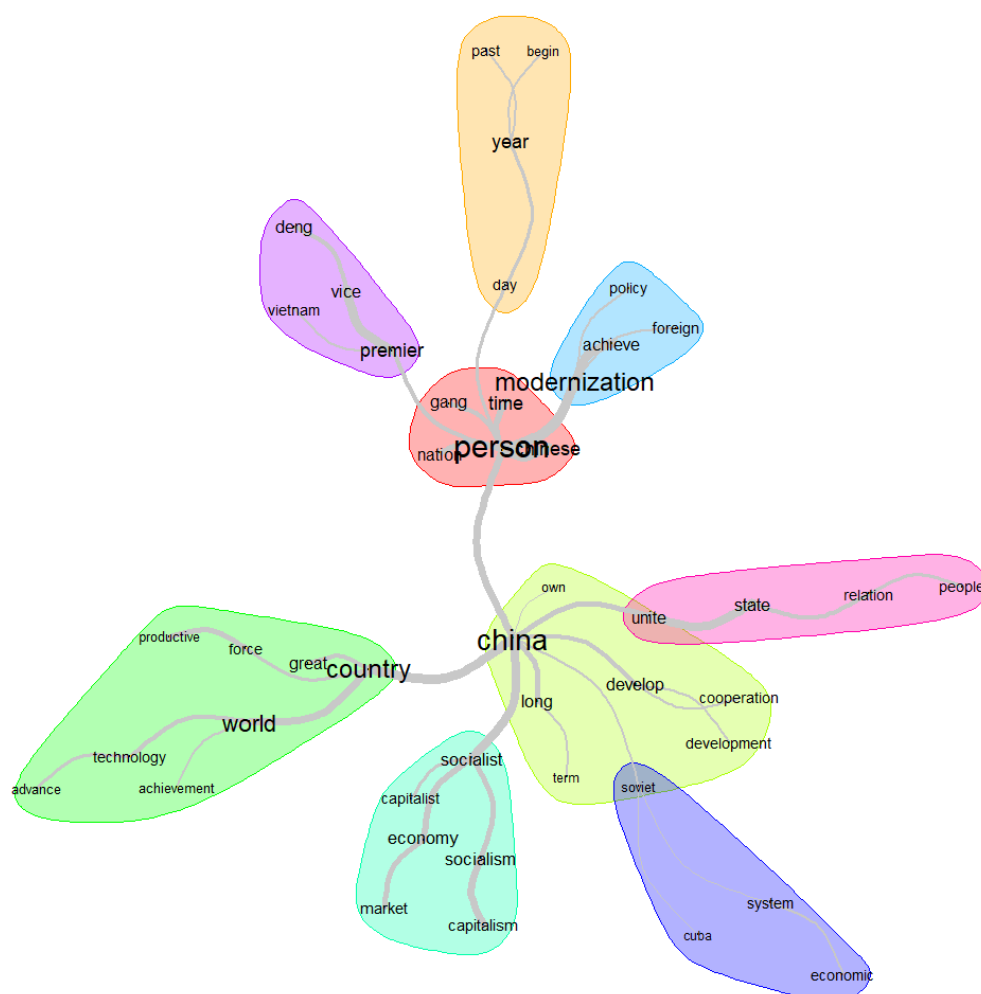 past
begin
year
deng
day
policy
vice
vietnam
foreign
achieve
premier
modernization
gang
time
person
chinese
nation
own
people
relation
state
unite
productive
china
force
great
country
develop
cooperation
long
world
development
technology
socialist
term
advance
achievement
soviet
capitalist
economy
socialism
market
system
capitalism
cuba
economic